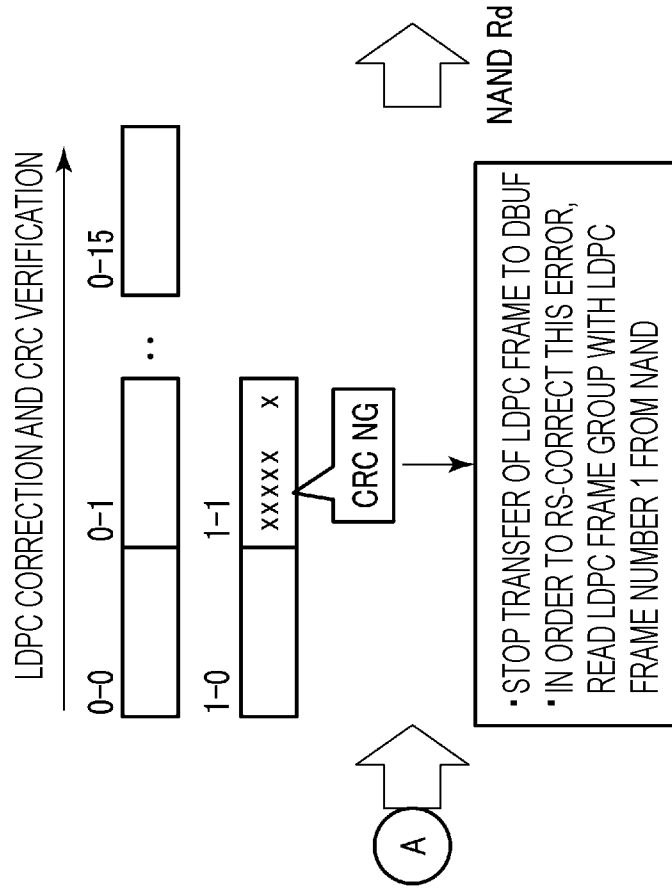 LDPC CORRECTION AND CRC VERIFICATION
0-0
0-1
. .
0-15
1-0
1-1
xxxxx x
CRC NG
A
NAND Rd
▪ STOP TRANSFER OF LDPC FRAME TO DBUF
▪ IN ORDER TO RS-CORRECT THIS ERROR,
READ LDPC FRAME GROUP WITH LDPC
FRAME NUMBER 1 FROM NAND